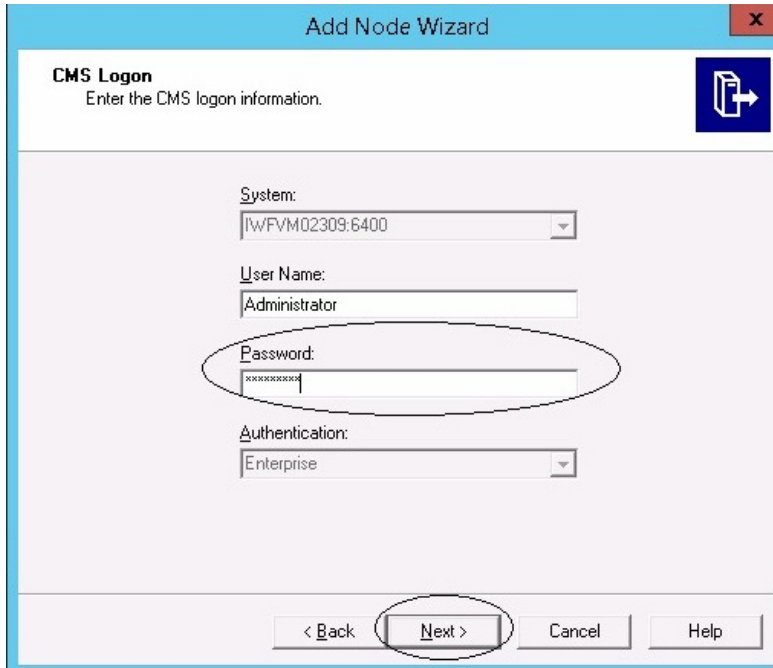 Add Node Wizard
x
CMS Logon
Enter the CMS logon information.
System:
IWFVM02309:6400
User Name:
Administrator
Password:
*********
Authentication:
Enterprise
< Back
Next >
Cancel
Help